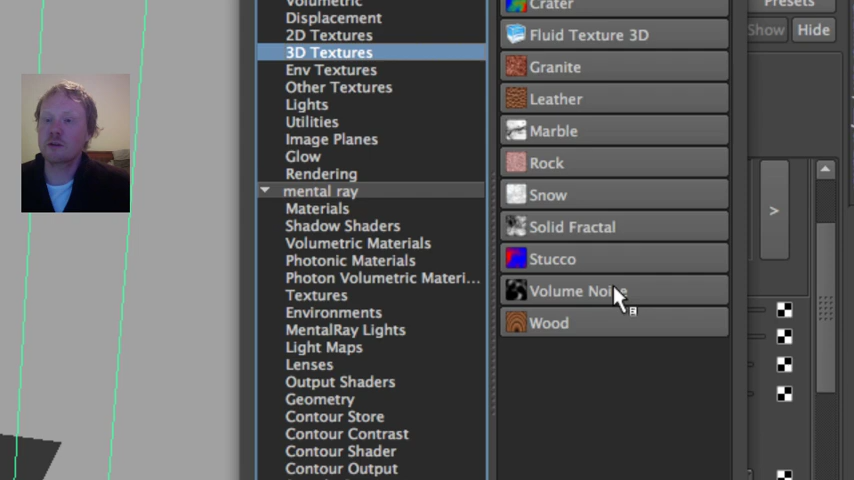 Volumetric
Displacement
2D Textures
3D Textures
Env Textures
Other Textures
Lights
Utilities
Image Planes
Glow
Rendering
mental ray
Materials
Shadow Shaders
Volumetric Materials
Photonic Materials
Photon Volumetric Materi...
Textures
Environments
MentalRay Lights
Light Maps
Lenses
Output Shaders
Geometry
Contour Store
Contour Contrast
Contour Shader
Contour Output
Crater
Fluid Texture 3D
Granite
Leather
Marble
Rock
Snow
Solid Fractal
Stucco
Volume Noise
Wood
Presets
Show Hide
>